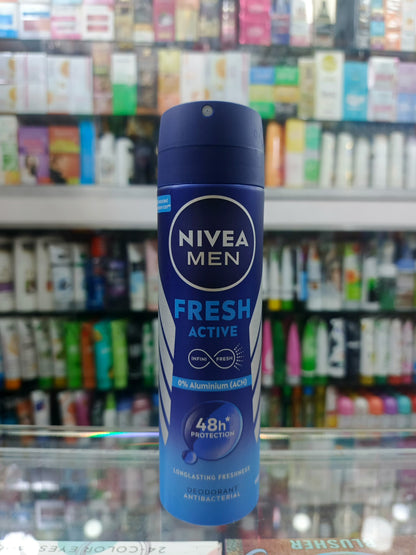 NIVEA
MEN
FRESH
ACTIVE
INFINI FRESH
0% Aluminium (ACH)
48h*
PROTECTION
LONGLASTING FRESHNESS
DEODORANT
ANTIBACTERIAL
24-COLOR EYES
BLUSHER